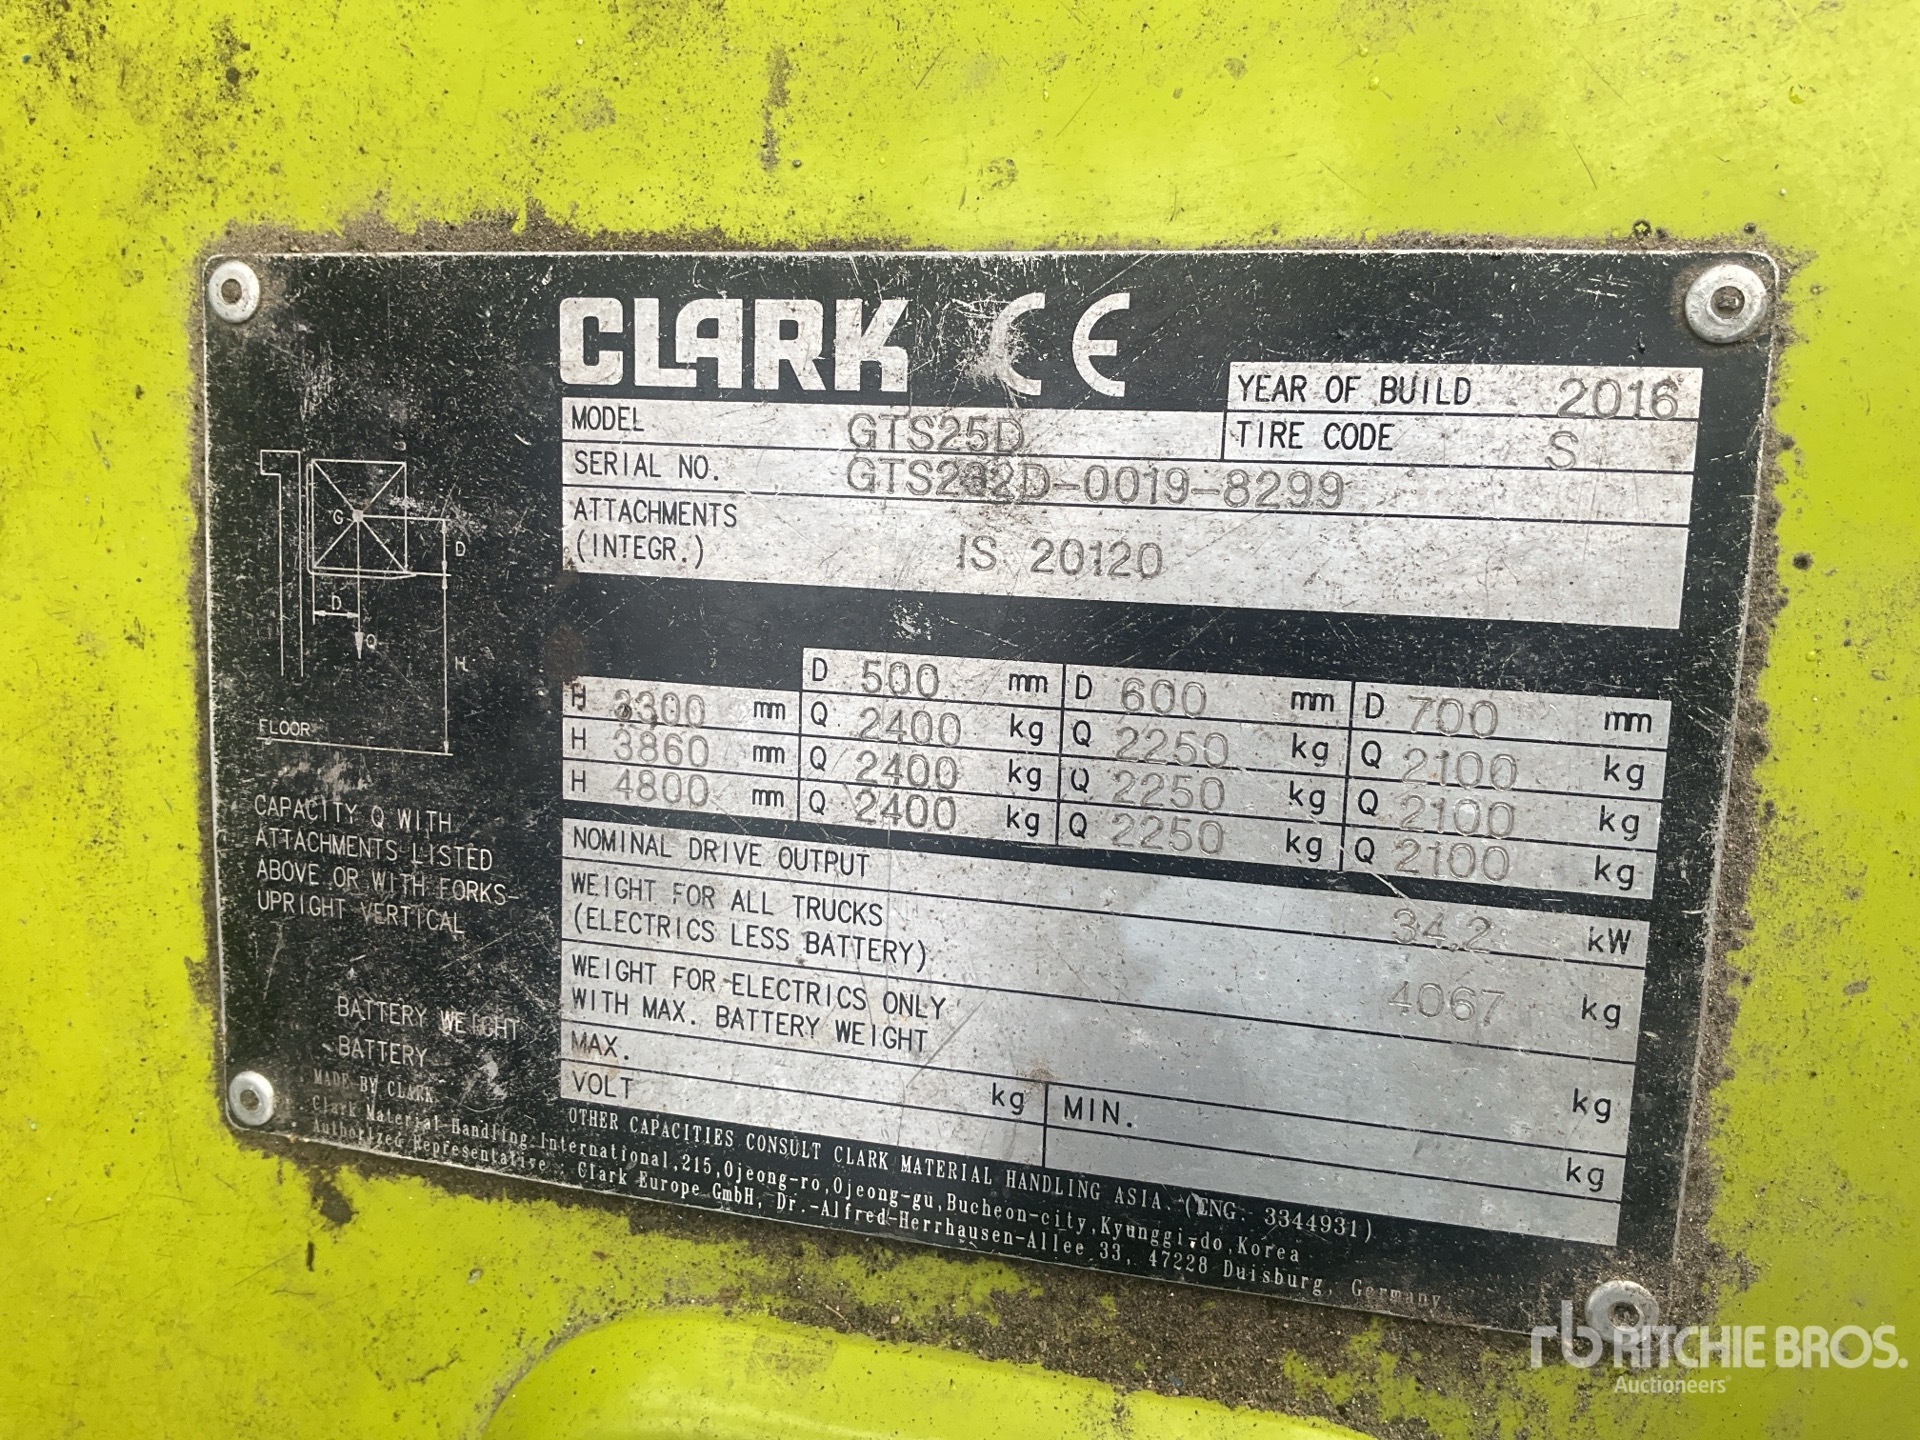 CLARK CE
YEAR OF BUILD 2016
MODEL GTS25D
TIRE CODE S
SERIAL NO. GTS232D-0019-8299
ATTACHMENTS
(INTEGR.) IS 20120
G
D
D
Q
H
FLOOR
D 500 mm D 600 mm D 700 mm
H 3300 mm Q 2400 kg Q 2250 kg Q 2100 kg
H 3860 mm Q 2400 kg Q 2250 kg Q 2100 kg
H 4800 mm Q 2400 kg Q 2250 kg Q 2100 kg
CAPACITY Q WITH
ATTACHMENTS LISTED
ABOVE OR WITH FORKS-
UPRIGHT VERTICAL
NOMINAL DRIVE OUTPUT 34.2 kW
WEIGHT FOR ALL TRUCKS
(ELECTRICS LESS BATTERY) 4067 kg
WEIGHT FOR ELECTRICS ONLY
WITH MAX. BATTERY WEIGHT kg
BATTERY WEIGHT MAX. kg MIN. kg
BATTERY VOLT
OTHER CAPACITIES CONSULT CLARK MATERIAL HANDLING ASIA. (ENG. 3344931)
MADE BY CLARK
Clark Material Handling International, 215, Ojeong-ro, Ojeong-gu, Bucheon-city, Kyunggi-do, Korea
Authorized Representative : Clark Europe GmbH, Dr.-Alfred-Herrhausen-Allee 33, 47228 Duisburg, Germany
rb RITCHIE BROS.
Auctioneers